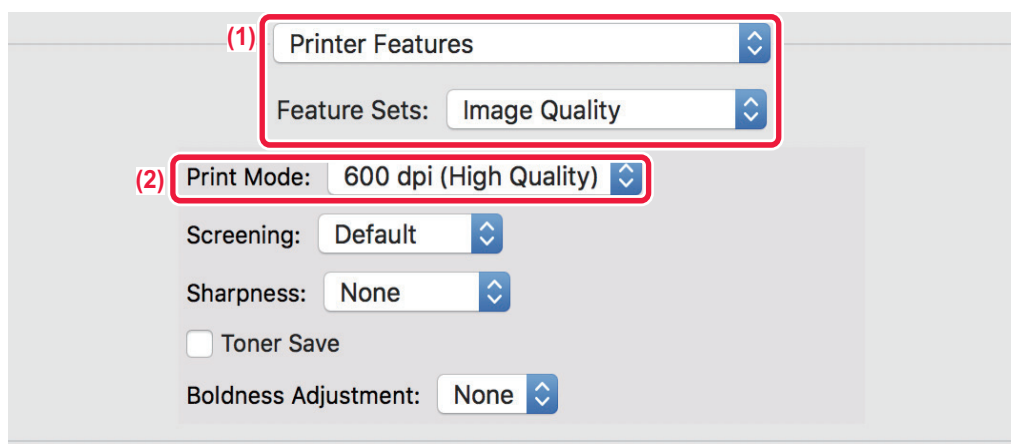 (1) Printer Features
Feature Sets: Image Quality
(2) Print Mode: 600 dpi (High Quality)
Screening: Default
Sharpness: None
Toner Save
Boldness Adjustment: None